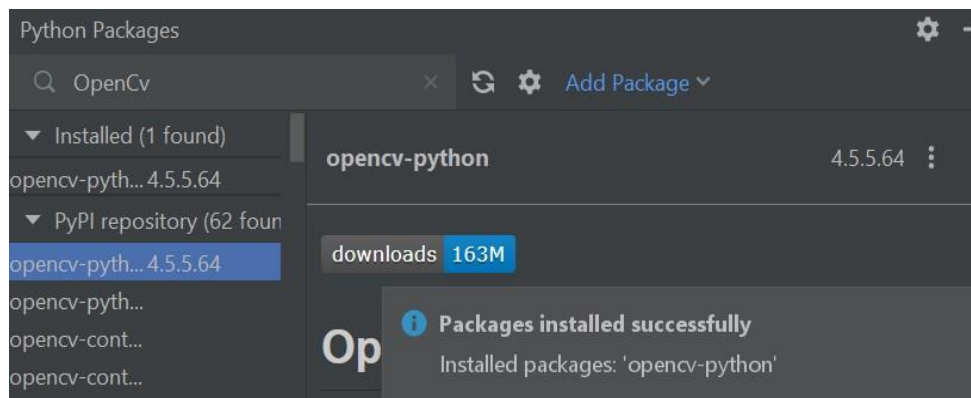 Python Packages
OpenCv
Add Package
Installed (1 found)
opencv-pyth... 4.5.5.64
PyPI repository (62 foun
opencv-pyth... 4.5.5.64
opencv-pyth...
opencv-cont...
opencv-cont...
opencv-python 4.5.5.64
downloads 163M
Op
Packages installed successfully
Installed packages: 'opencv-python'